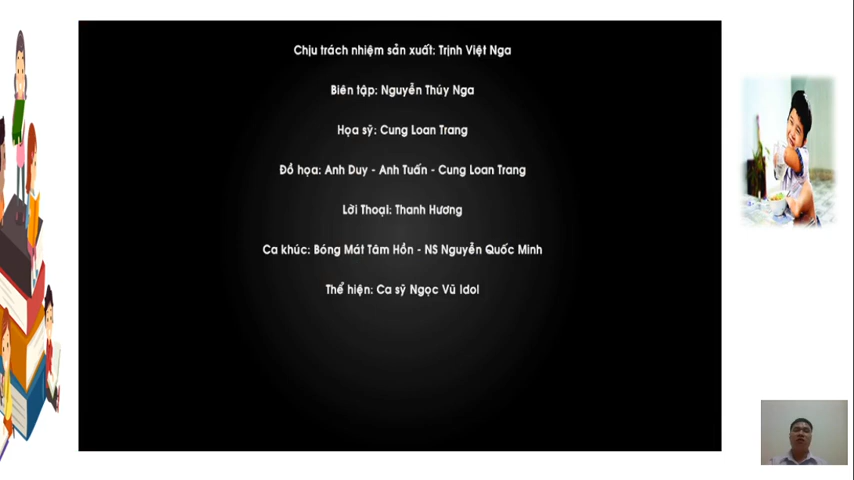 Chịu trách nhiệm sản xuất: Trịnh Việt Nga
Biên tập: Nguyễn Thúy Nga
Họa sỹ: Cung Loan Trang
Đồ họa: Anh Duy - Anh Tuấn - Cung Loan Trang
Lời Thoại: Thanh Hương
Ca khúc: Bóng Mát Tâm Hồn - NS Nguyễn Quốc Minh
Thể hiện: Ca sỹ Ngọc Vũ Idol